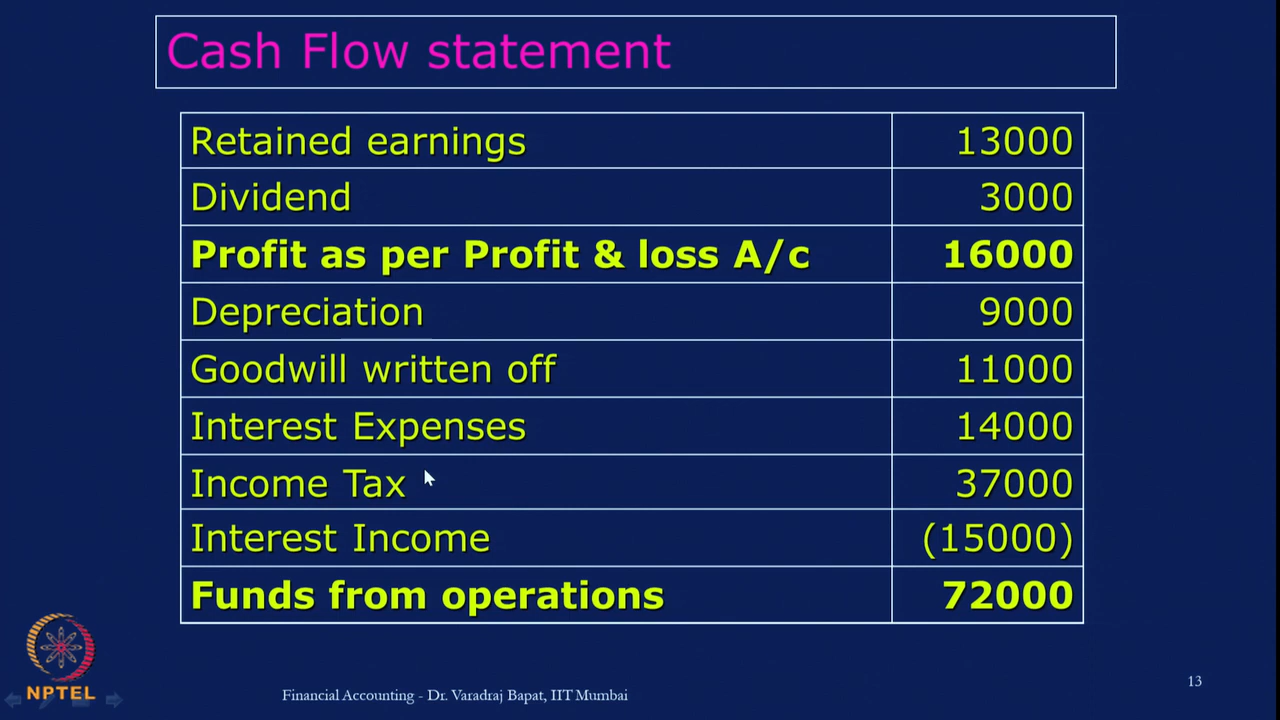 Cash Flow statement
Retained earnings 13000
Dividend 3000
Profit as per Profit & loss A/c 16000
Depreciation 9000
Goodwill written off 11000
Interest Expenses 14000
Income Tax 37000
Interest Income (15000)
Funds from operations 72000
NPTEL
Financial Accounting - Dr. Varadraj Bapat, IIT Mumbai
13